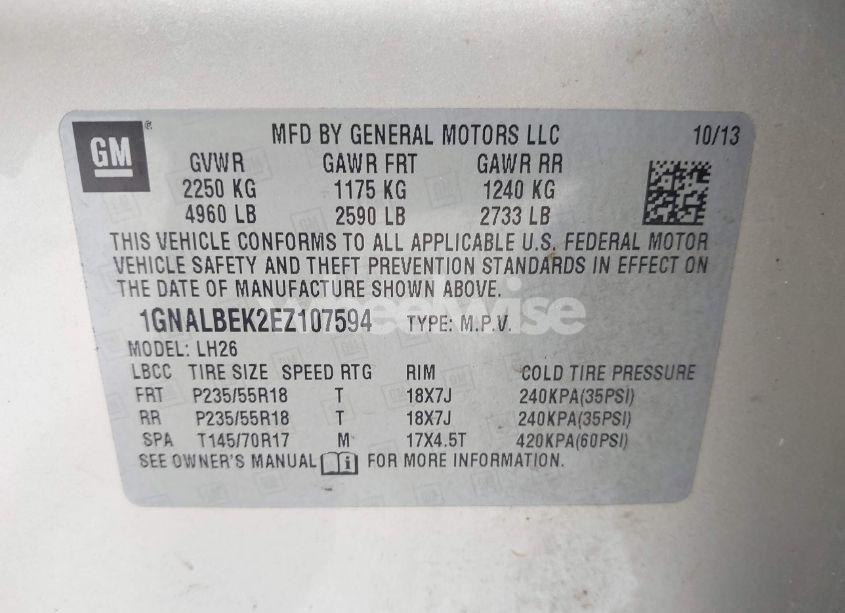 GM
MFD BY GENERAL MOTORS LLC 10/13
GVWR GAWR FRT GAWR RR
2250 KG 1175 KG 1240 KG
4960 LB 2590 LB 2733 LB
THIS VEHICLE CONFORMS TO ALL APPLICABLE U.S. FEDERAL MOTOR
VEHICLE SAFETY AND THEFT PREVENTION STANDARDS IN EFFECT ON
THE DATE OF MANUFACTURE SHOWN ABOVE.
1GNALBEK2EZ107594 TYPE: M.P.V.
MODEL: LH26
LBCC TIRE SIZE SPEED RTG RIM COLD TIRE PRESSURE
FRT P235/55R18 T 18X7J 240KPA(35PSI)
RR P235/55R18 T 18X7J 240KPA(35PSI)
SPA T145/70R17 M 17X4.5T 420KPA(60PSI)
SEE OWNER'S MANUAL FOR MORE INFORMATION.